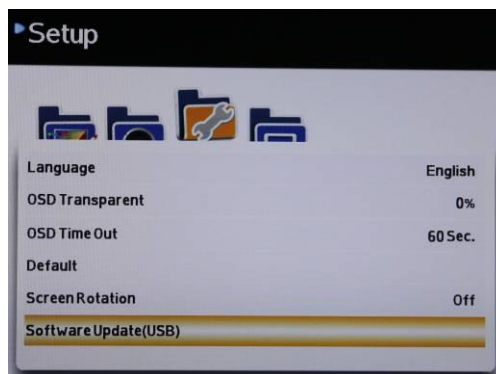 Setup
Language English
OSD Transparent 0%
OSD Time Out 60 Sec.
Default
Screen Rotation Off
Software Update(USB)